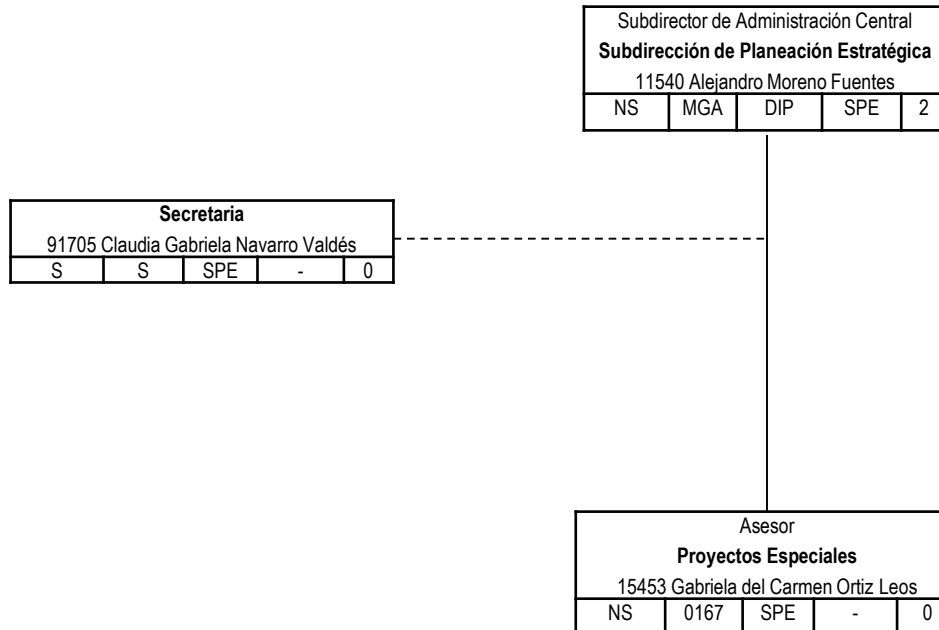 Subdirector de Administración Central
Subdirección de Planeación Estratégica
11540 Alejandro Moreno Fuentes
NS MGA DIP SPE 2
Secretaria
91705 Claudia Gabriela Navarro Valdés
S S SPE - 0
Asesor
Proyectos Especiales
15453 Gabriela del Carmen Ortiz Leos
NS 0167 SPE - 0